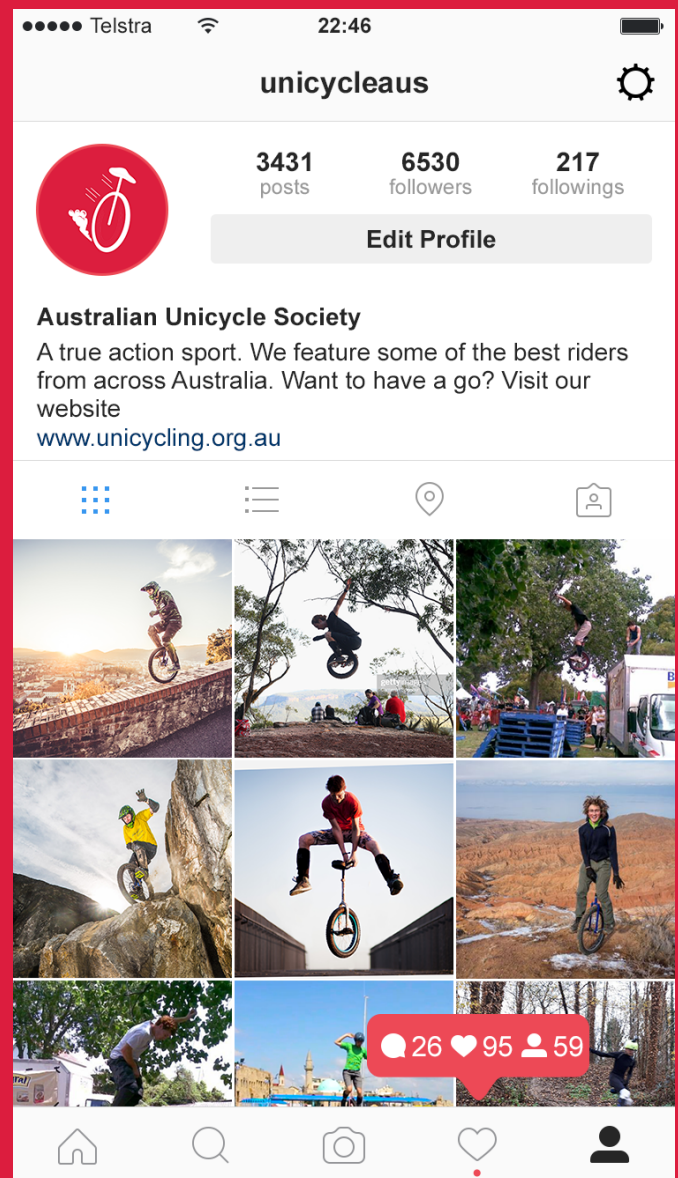 Telstra
22:46
unicycleaus
3431
6530
217
posts
followers
followings
Edit Profile
Australian Unicycle Society
A true action sport. We feature some of the best riders
from across Australia. Want to have a go? Visit our
website
www.unicycling.org.au
26 95 59